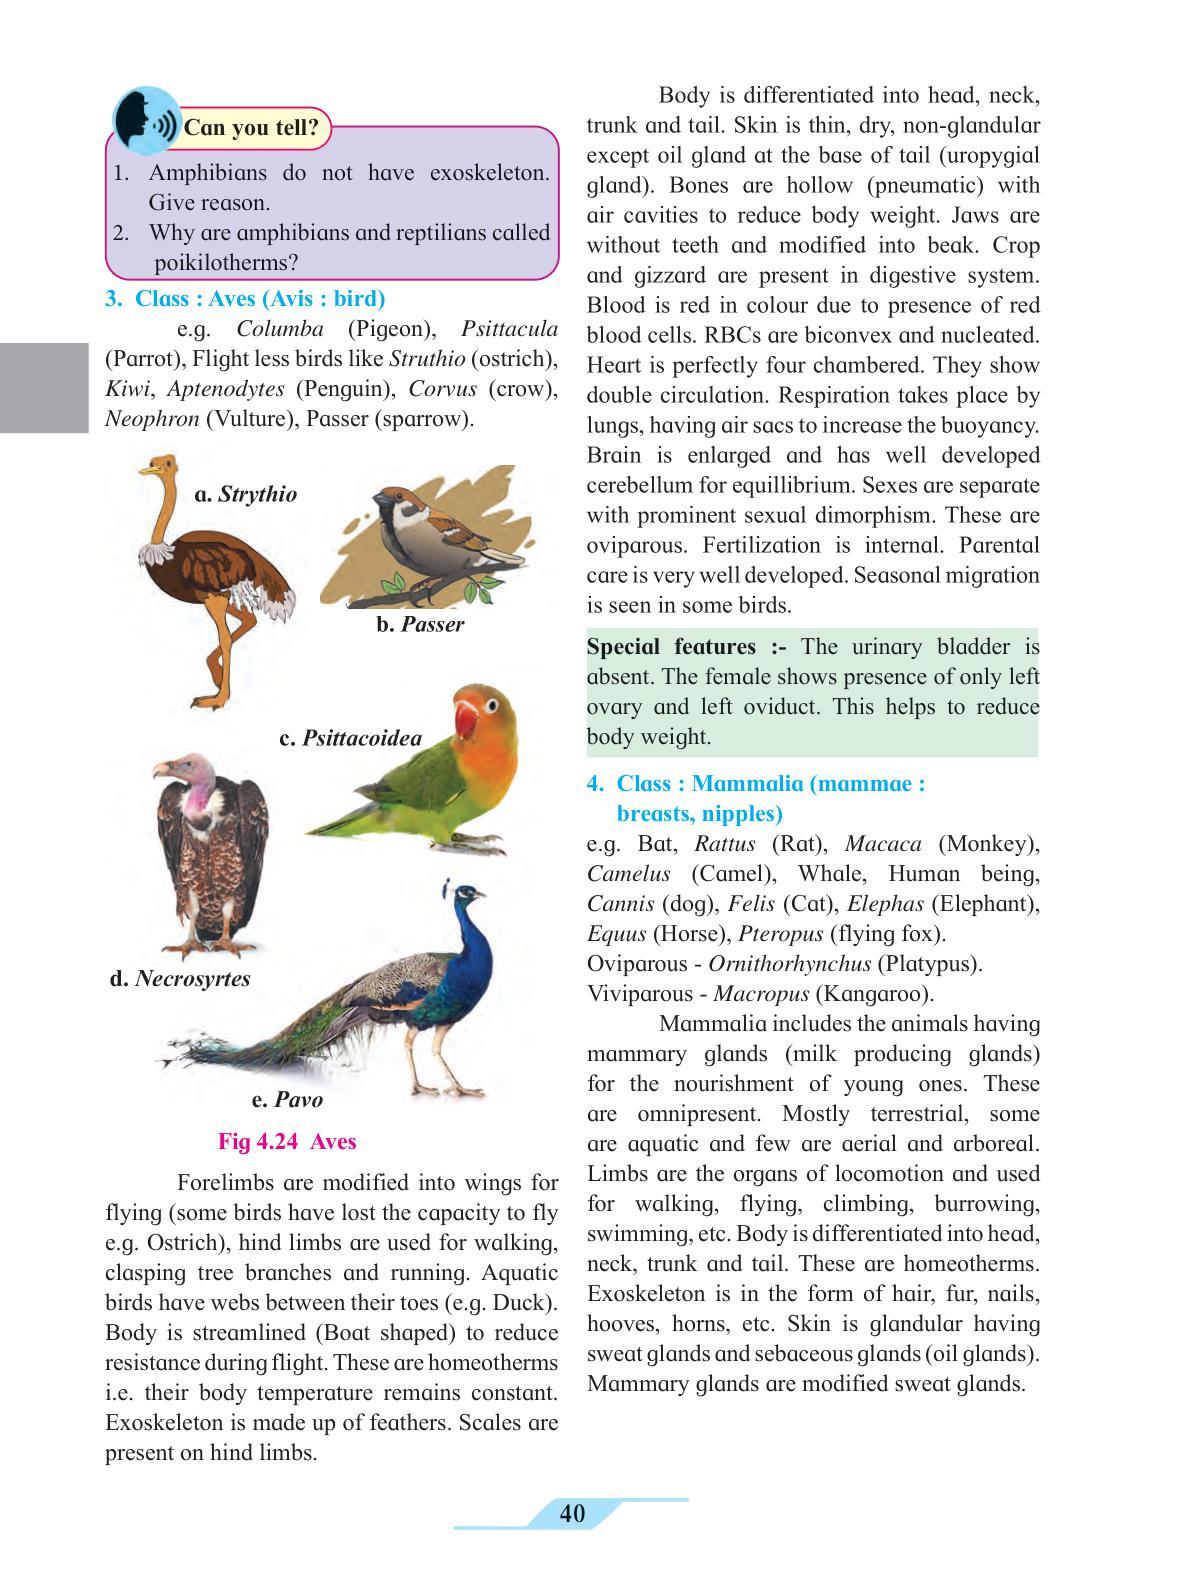 Can you tell?
1. Amphibians do not have exoskeleton.
Give reason.
2. Why are amphibians and reptilians called
poikilotherms?
3. Class : Aves (Avis : bird)
e.g. Columba (Pigeon), Psittacula
(Parrot), Flight less birds like Struthio (ostrich),
Kiwi, Aptenodytes (Penguin), Corvus (crow),
Neophron (Vulture), Passer (sparrow).
a. Strythio
b. Passer
c. Psittacoidea
d. Necrosyrtes
e. Pavo
Fig 4.24 Aves
Forelimbs are modified into wings for
flying (some birds have lost the capacity to fly
e.g. Ostrich), hind limbs are used for walking,
clasping tree branches and running. Aquatic
birds have webs between their toes (e.g. Duck).
Body is streamlined (Boat shaped) to reduce
resistance during flight. These are homeotherms
i.e. their body temperature remains constant.
Exoskeleton is made up of feathers. Scales are
present on hind limbs.
Body is differentiated into head, neck,
trunk and tail. Skin is thin, dry, non-glandular
except oil gland at the base of tail (uropygial
gland). Bones are hollow (pneumatic) with
air cavities to reduce body weight. Jaws are
without teeth and modified into beak. Crop
and gizzard are present in digestive system.
Blood is red in colour due to presence of red
blood cells. RBCs are biconvex and nucleated.
Heart is perfectly four chambered. They show
double circulation. Respiration takes place by
lungs, having air sacs to increase the buoyancy.
Brain is enlarged and has well developed
cerebellum for equillibrium. Sexes are separate
with prominent sexual dimorphism. These are
oviparous. Fertilization is internal. Parental
care is very well developed. Seasonal migration
is seen in some birds.
Special features :- The urinary bladder is
absent. The female shows presence of only left
ovary and left oviduct. This helps to reduce
body weight.
4. Class : Mammalia (mammae :
breasts, nipples)
e.g. Bat, Rattus (Rat), Macaca (Monkey),
Camelus (Camel), Whale, Human being,
Cannis (dog), Felis (Cat), Elephas (Elephant),
Equus (Horse), Pteropus (flying fox).
Oviparous - Ornithorhynchus (Platypus).
Viviparous - Macropus (Kangaroo).
Mammalia includes the animals having
mammary glands (milk producing glands)
for the nourishment of young ones. These
are omnipresent. Mostly terrestrial, some
are aquatic and few are aerial and arboreal.
Limbs are the organs of locomotion and used
for walking, flying, climbing, burrowing,
swimming, etc. Body is differentiated into head,
neck, trunk and tail. These are homeotherms.
Exoskeleton is in the form of hair, fur, nails,
hooves, horns, etc. Skin is glandular having
sweat glands and sebaceous glands (oil glands).
Mammary glands are modified sweat glands.
40